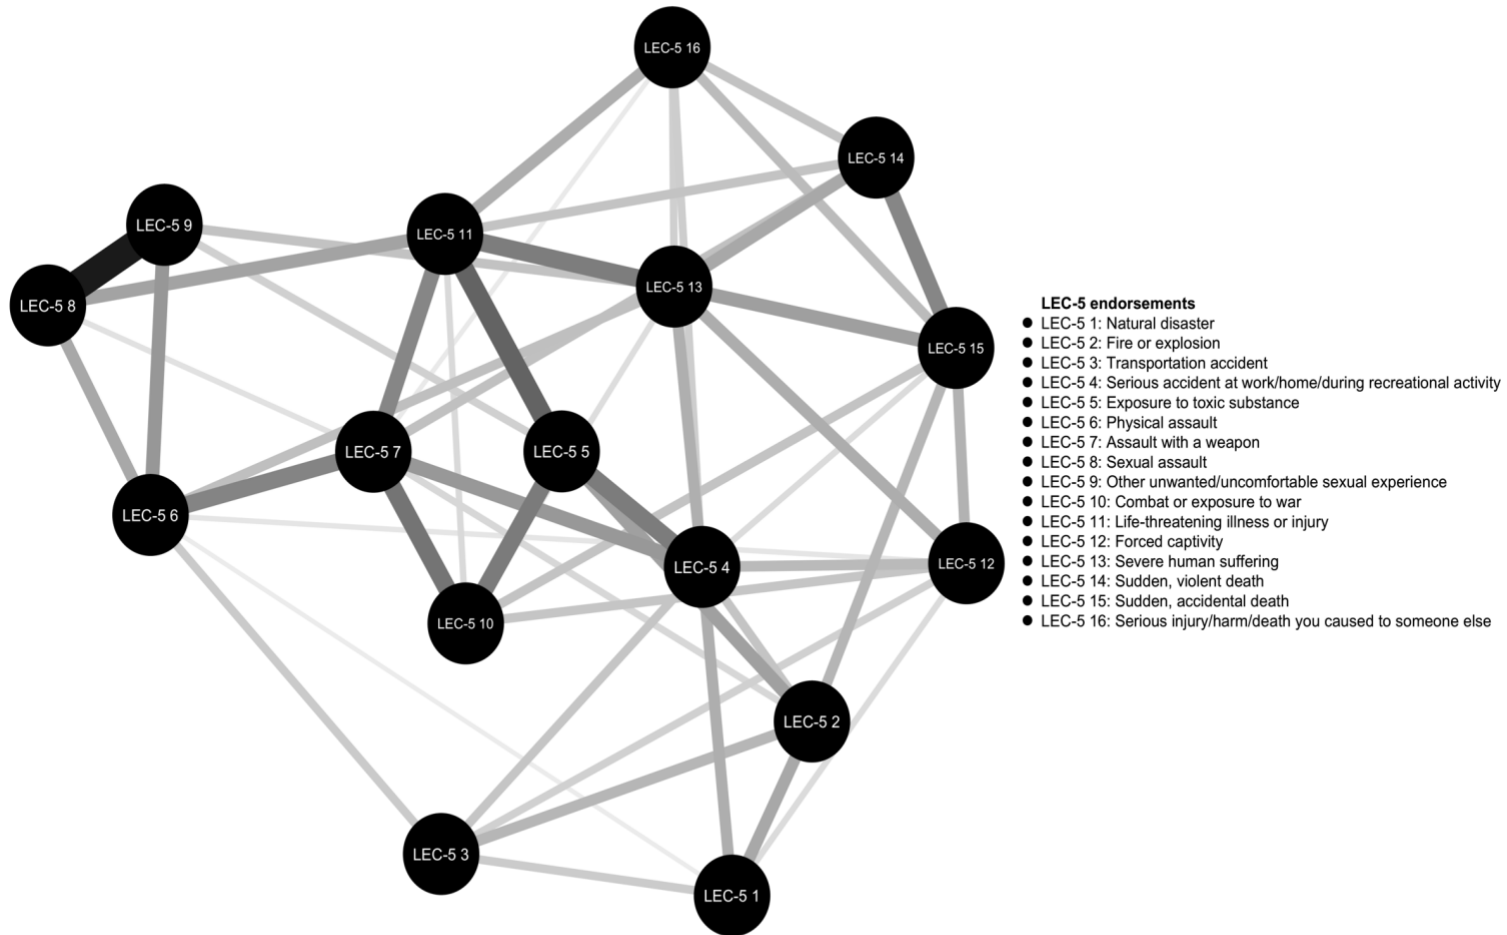 LEC-5 16
LEC-5 14
LEC-5 9
LEC-5 11
LEC-5 13
LEC-5 8
LEC-5 15
LEC-5 7
LEC-5 5
LEC-5 6
LEC-5 4
LEC-5 12
LEC-5 10
LEC-5 2
LEC-5 3
LEC-5 1
LEC-5 endorsements
LEC-5 1: Natural disaster
LEC-5 2: Fire or explosion
LEC-5 3: Transportation accident
LEC-5 4: Serious accident at work/home/during recreational activity
LEC-5 5: Exposure to toxic substance
LEC-5 6: Physical assault
LEC-5 7: Assault with a weapon
LEC-5 8: Sexual assault
LEC-5 9: Other unwanted/uncomfortable sexual experience
LEC-5 10: Combat or exposure to war
LEC-5 11: Life-threatening illness or injury
LEC-5 12: Forced captivity
LEC-5 13: Severe human suffering
LEC-5 14: Sudden, violent death
LEC-5 15: Sudden, accidental death
LEC-5 16: Serious injury/harm/death you caused to someone else